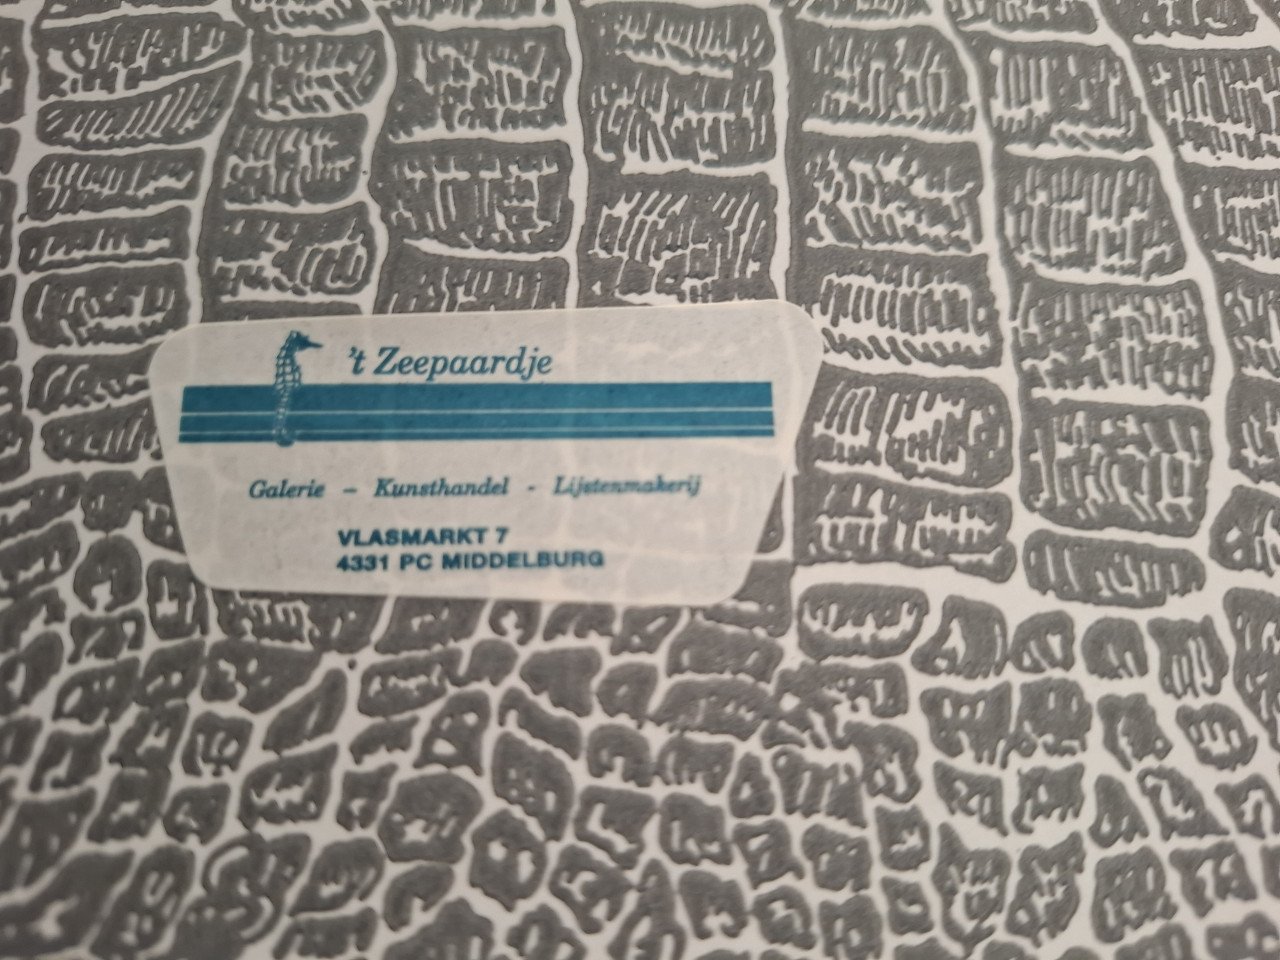 't Zeepaardje
Galerie – Kunsthandel - Lijstenmakerij
VLASMARKT 7
4331 PC MIDDELBURG